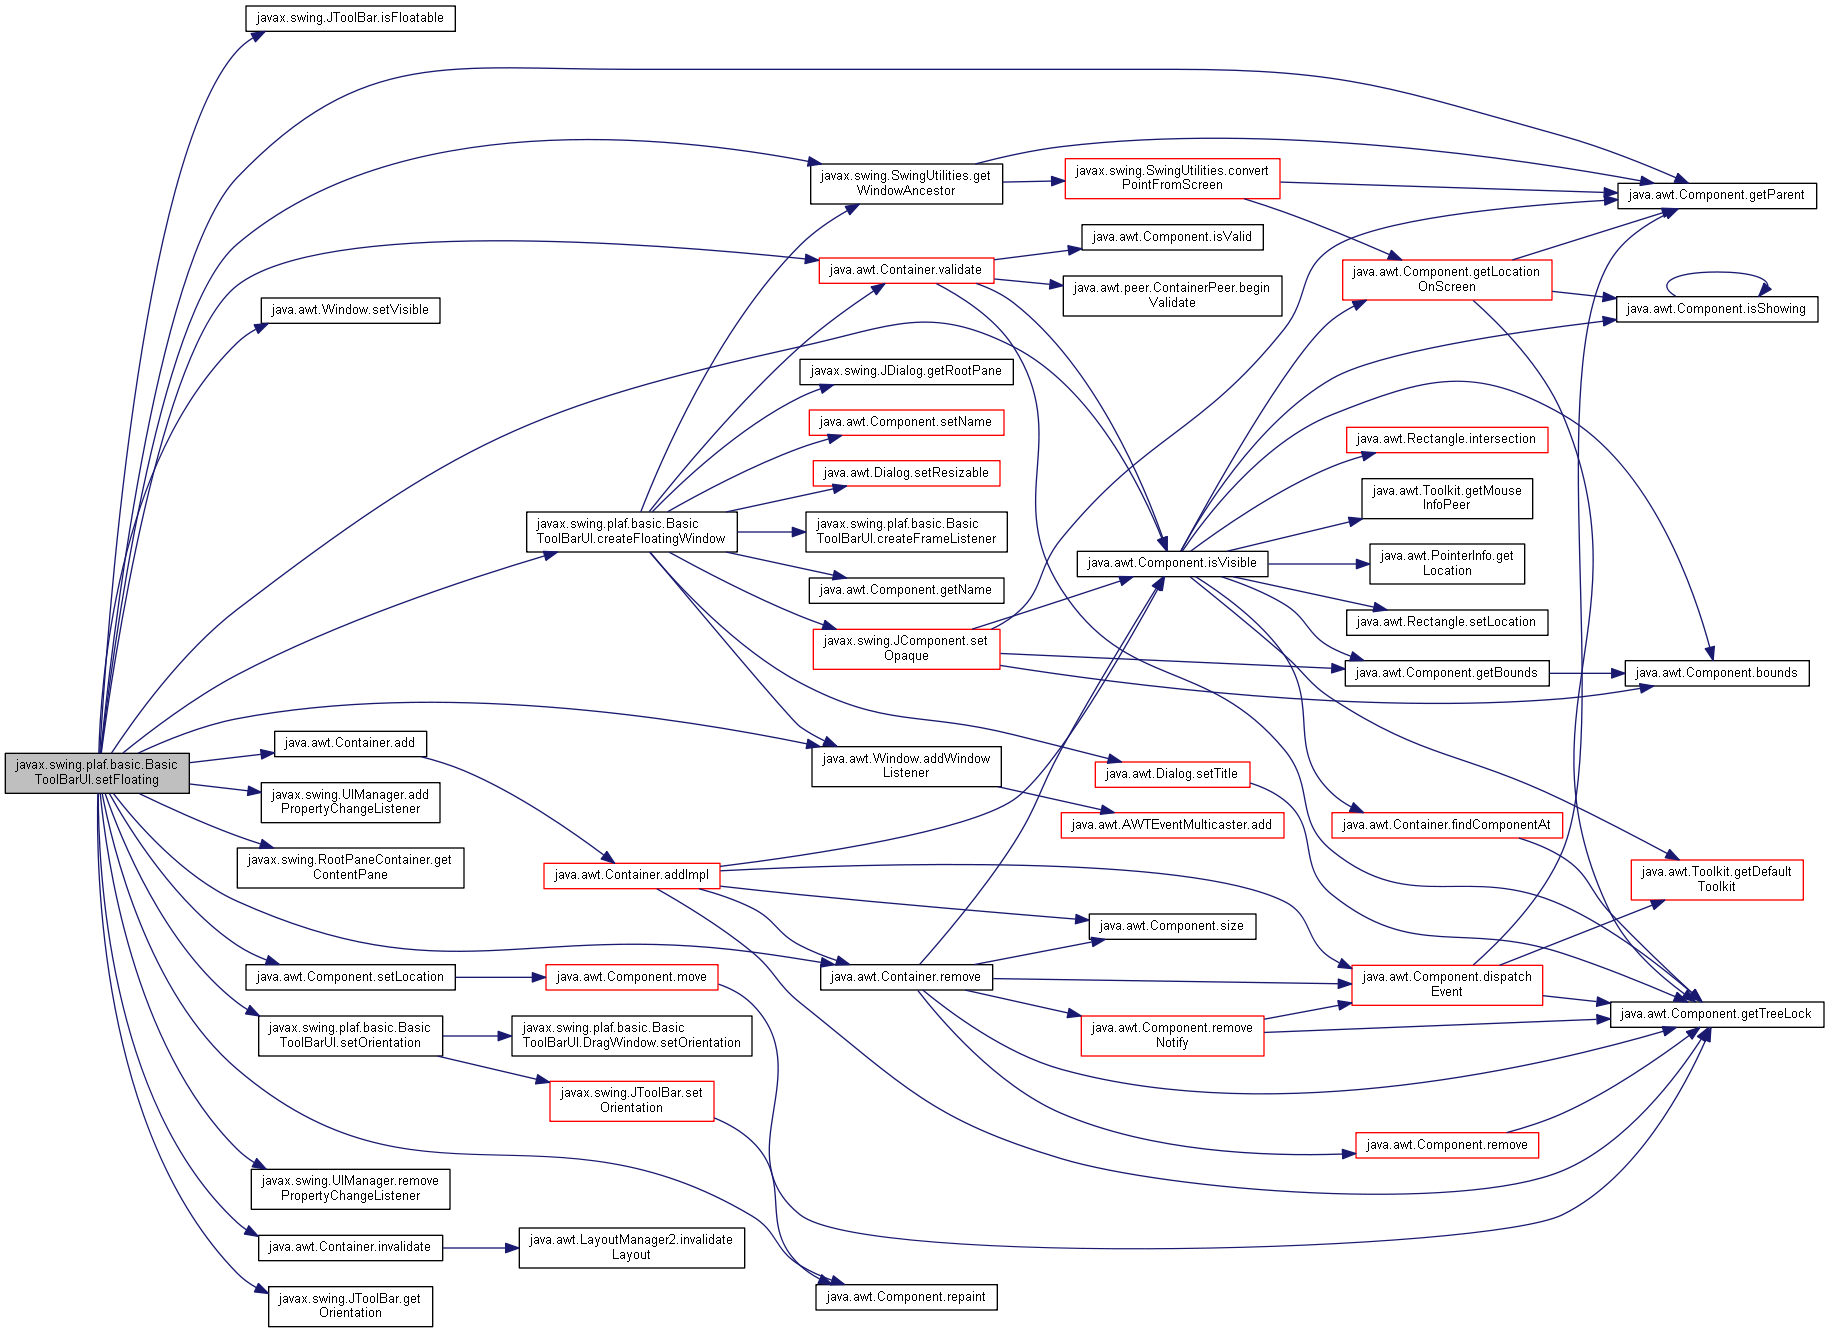 javax.swing.JToolBar.isFloatable
javax.swing.SwingUtilities.get
WindowAncestor
javax.swing.SwingUtilities.convert
PointFromScreen
java.awt.Component.getParent
java.awt.Component.isValid
java.awt.Container.validate
java.awt.Component.getLocation
OnScreen
java.awt.peer.ContainerPeer.begin
Validate
java.awt.Window.setVisible
java.awt.Component.isShowing
javax.swing.JDialog.getRootPane
java.awt.Component.setName
java.awt.Rectangle.intersection
java.awt.Dialog.setResizable
java.awt.Toolkit.getMouse
InfoPeer
javax.swing.plaf.basic.Basic
ToolBarUI.createFloatingWindow
javax.swing.plaf.basic.Basic
ToolBarUI.createFrameListener
java.awt.Component.isVisible
java.awt.PointerInfo.get
Location
java.awt.Component.getName
java.awt.Rectangle.setLocation
javax.swing.JComponent.set
Opaque
java.awt.Component.getBounds
java.awt.Component.bounds
java.awt.Container.add
javax.swing.plaf.basic.Basic
ToolBarUI.setFloating
java.awt.Window.addWindow
Listener
java.awt.Dialog.setTitle
javax.swing.UIManager.add
PropertyChangeListener
java.awt.AWTEventMulticaster.add
java.awt.Container.findComponentAt
javax.swing.RootPaneContainer.get
ContentPane
java.awt.Container.addImpl
java.awt.Toolkit.getDefault
Toolkit
java.awt.Component.size
java.awt.Component.setLocation
java.awt.Component.move
java.awt.Container.remove
java.awt.Component.dispatch
Event
java.awt.Component.getTreeLock
javax.swing.plaf.basic.Basic
ToolBarUI.setOrientation
javax.swing.plaf.basic.Basic
ToolBarUI.DragWindow.setOrientation
java.awt.Component.remove
Notify
javax.swing.JToolBar.set
Orientation
java.awt.Component.remove
javax.swing.UIManager.remove
PropertyChangeListener
java.awt.Container.invalidate
java.awt.LayoutManager2.invalidate
Layout
javax.swing.JToolBar.get
Orientation
java.awt.Component.repaint